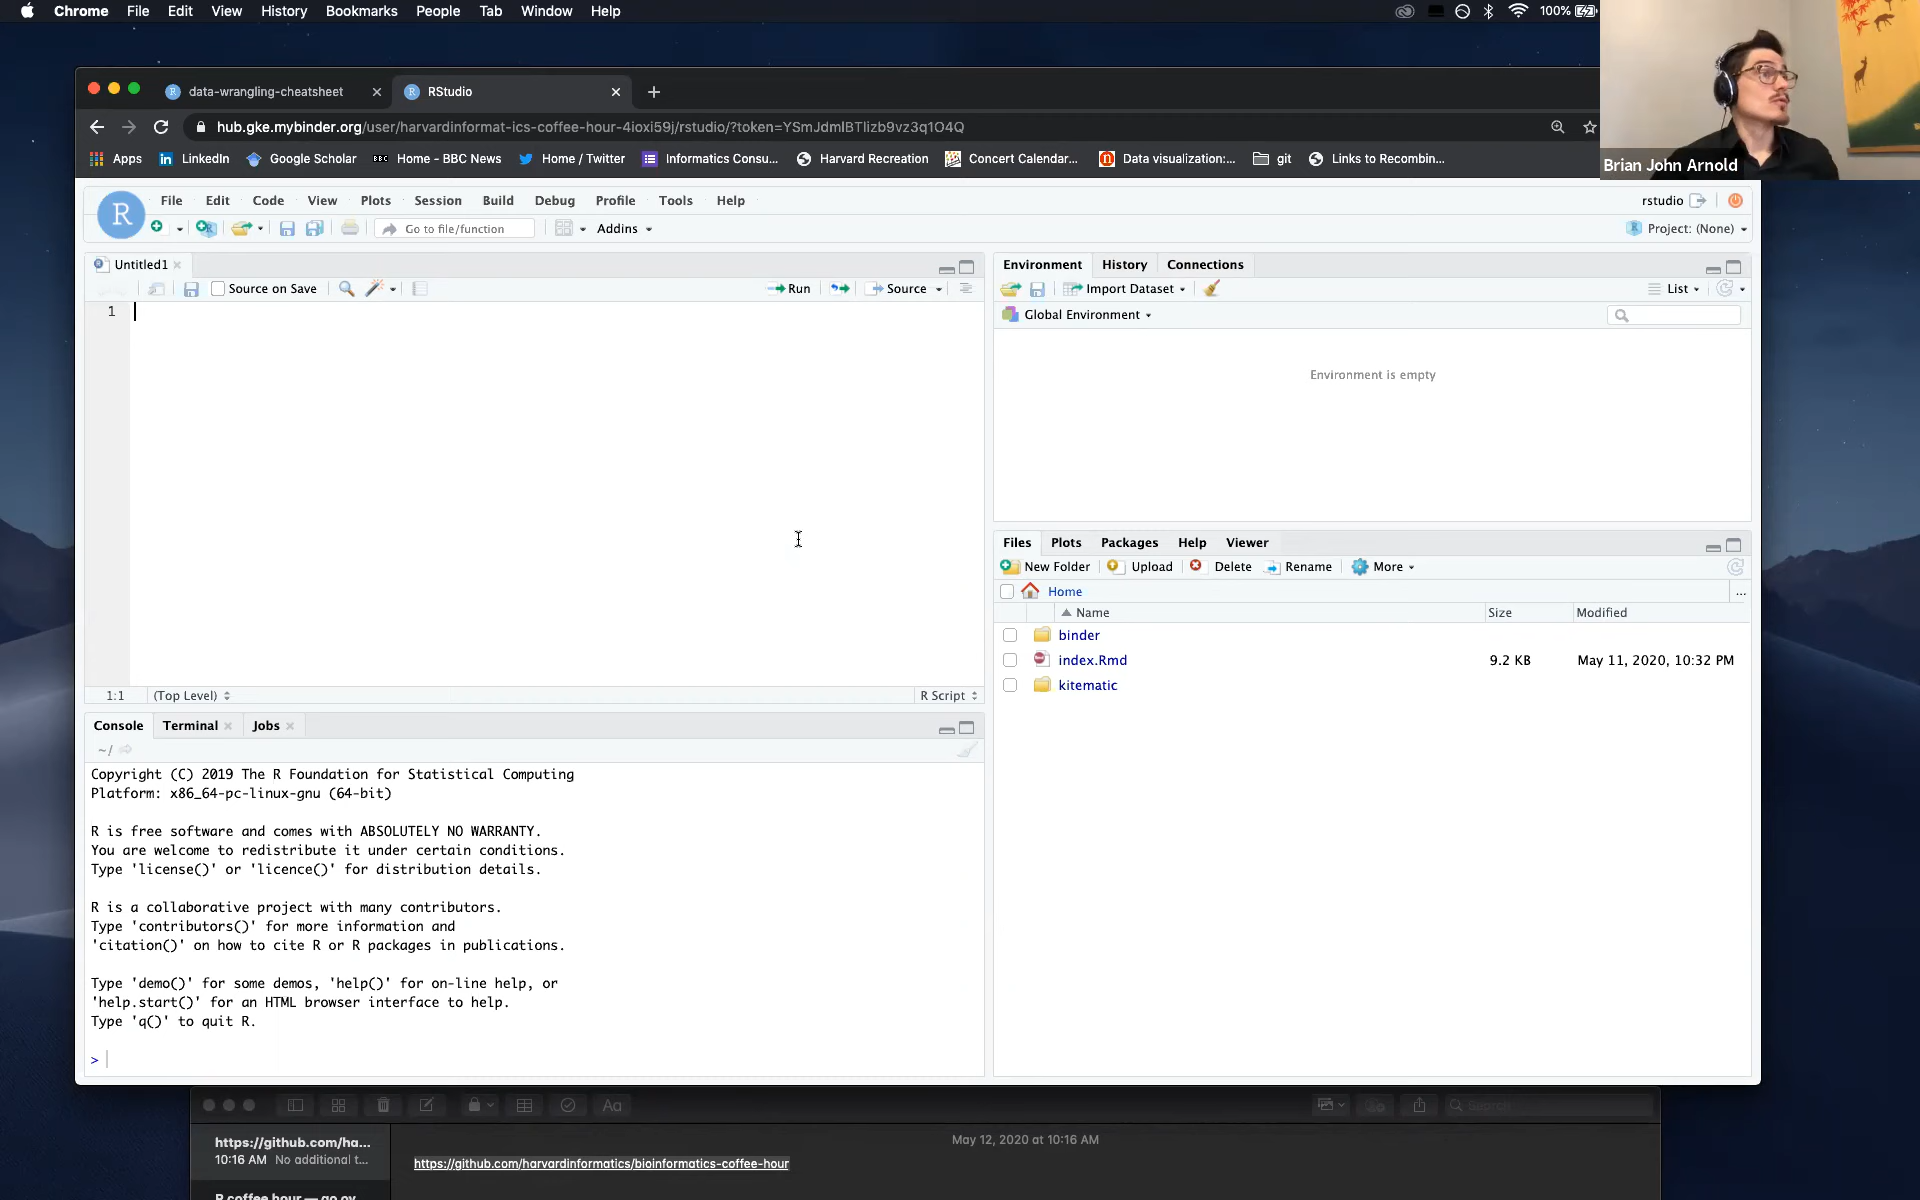 Chrome File Edit View History Bookmarks People Tab Window Help 100%
data-wrangling-cheatsheet RStudio
hub.gke.mybinder.org/user/harvardinformat-ics-coffee-hour-4ioxi59j/rstudio/?token=YSmJdmlBTlizb9vz3q1O4Q
Apps LinkedIn Google Scholar BBC Home - BBC News Home / Twitter Informatics Consu... Harvard Recreation Concert Calendar... Data visualization:... git Links to Recombin...
Brian John Arnold
R File Edit Code View Plots Session Build Debug Profile Tools Help rstudio
Go to file/function Addins Project: (None)
Untitled1
Source on Save Run Source
1
1:1 (Top Level) R Script
Environment History Connections
Import Dataset List
Global Environment
Environment is empty
Files Plots Packages Help Viewer
New Folder Upload Delete Rename More
Home ...
Name Size Modified
binder
index.Rmd 9.2 KB May 11, 2020, 10:32 PM
kitematic
Console Terminal Jobs
~/
Copyright (C) 2019 The R Foundation for Statistical Computing
Platform: x86_64-pc-linux-gnu (64-bit)
R is free software and comes with ABSOLUTELY NO WARRANTY.
You are welcome to redistribute it under certain conditions.
Type 'license()' or 'licence()' for distribution details.
R is a collaborative project with many contributors.
Type 'contributors()' for more information and
'citation()' on how to cite R or R packages in publications.
Type 'demo()' for some demos, 'help()' for on-line help, or
'help.start()' for an HTML browser interface to help.
Type 'q()' to quit R.
>
Aa Search
https://github.com/ha...
10:16 AM No additional t...
May 12, 2020 at 10:16 AM
https://github.com/harvardinformatics/bioinformatics-coffee-hour
R coffee hour — go ov